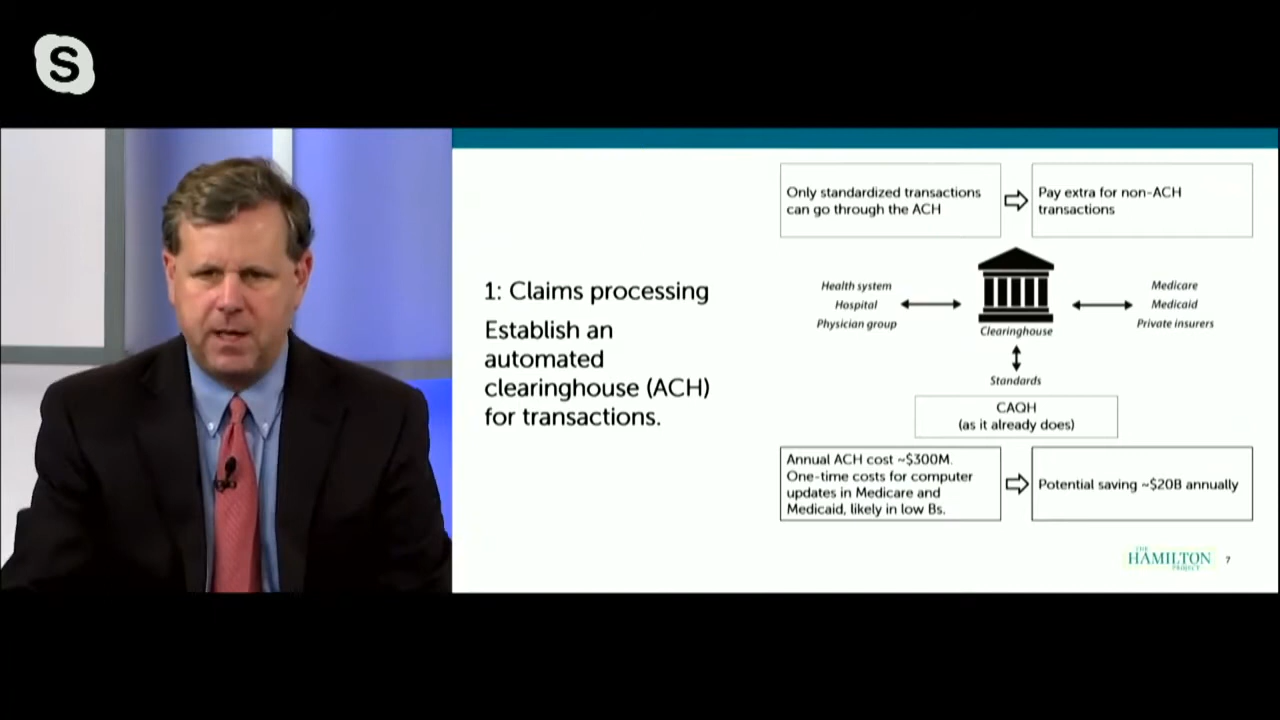 S
1: Claims processing
Establish an
automated
clearinghouse (ACH)
for transactions.
Only standardized transactions
can go through the ACH
Pay extra for non-ACH
transactions
Health system
Hospital
Physician group
Clearinghouse
Medicare
Medicaid
Private insurers
Standards
CAQH
(as it already does)
Annual ACH cost ~$300M.
One-time costs for computer
updates in Medicare and
Medicaid, likely in low Bs.
Potential saving ~$20B annually
THE
HAMILTON
PROJECT
7